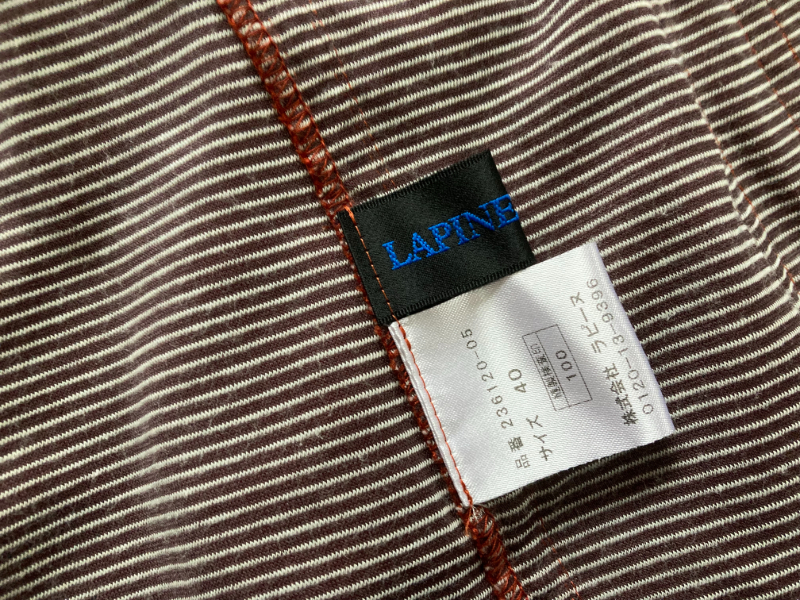 LAPINE
品番 236120-05
サイズ 40
100
株式会社 ラピーヌ
0120-13-9396